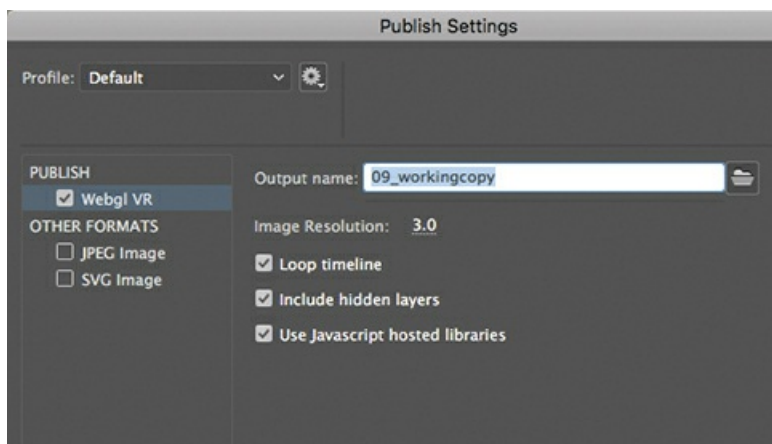 Publish Settings
Profile: Default
PUBLISH
Webgl VR
OTHER FORMATS
JPEG Image
SVG Image
Output name: 09_workingcopy
Image Resolution: 3.0
Loop timeline
Include hidden layers
Use Javascript hosted libraries